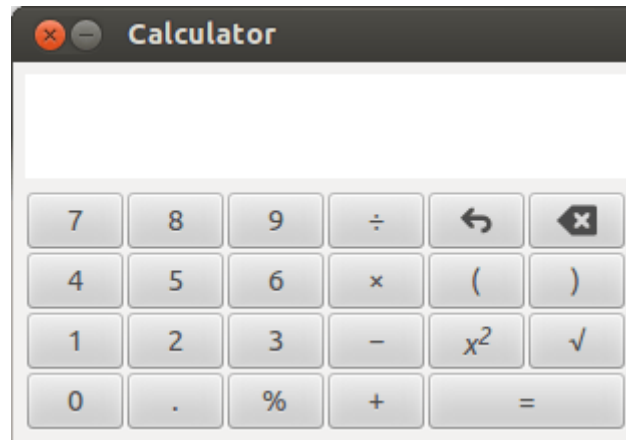 Calculator
7 8 9 ÷
4 5 6 × ( )
1 2 3 − x² √
0 . % + =